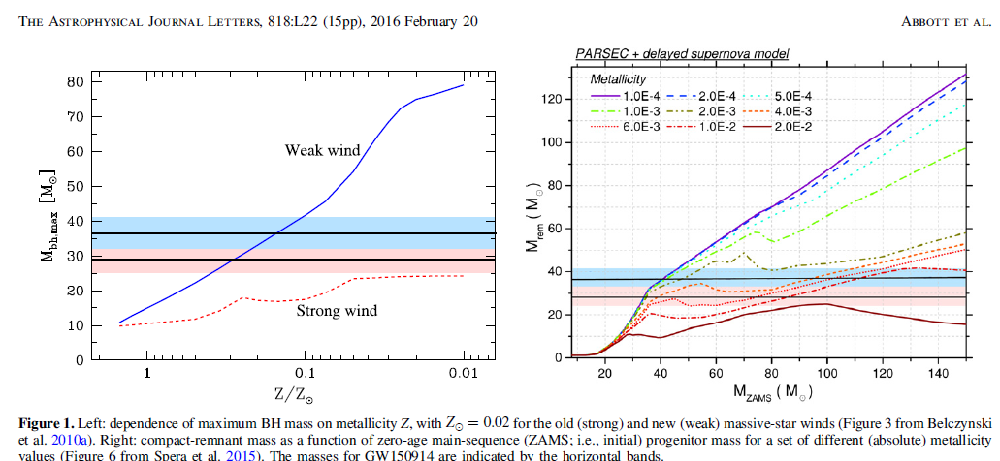 THE ASTROPHYSICAL JOURNAL LETTERS, 818:L22 (15pp), 2016 February 20
ABBOTT ET AL.
80
70
60
50
40
30
20
10
0
M_bh,max [M⊙]
Weak wind
Strong wind
1
0.1
0.01
Z/Z⊙
PARSEC + delayed supernova model
Metallicity
1.0E-4 2.0E-4 5.0E-4
1.0E-3 2.0E-3 4.0E-3
6.0E-3 1.0E-2 2.0E-2
120
100
80
60
40
20
0
M_rem ( M⊙ )
20 40 60 80 100 120 140
M_ZAMS ( M⊙ )
Figure 1. Left: dependence of maximum BH mass on metallicity Z, with Z⊙ = 0.02 for the old (strong) and new (weak) massive-star winds (Figure 3 from Belczynski
et al. 2010a). Right: compact-remnant mass as a function of zero-age main-sequence (ZAMS; i.e., initial) progenitor mass for a set of different (absolute) metallicity
values (Figure 6 from Spera et al. 2015). The masses for GW150914 are indicated by the horizontal bands.